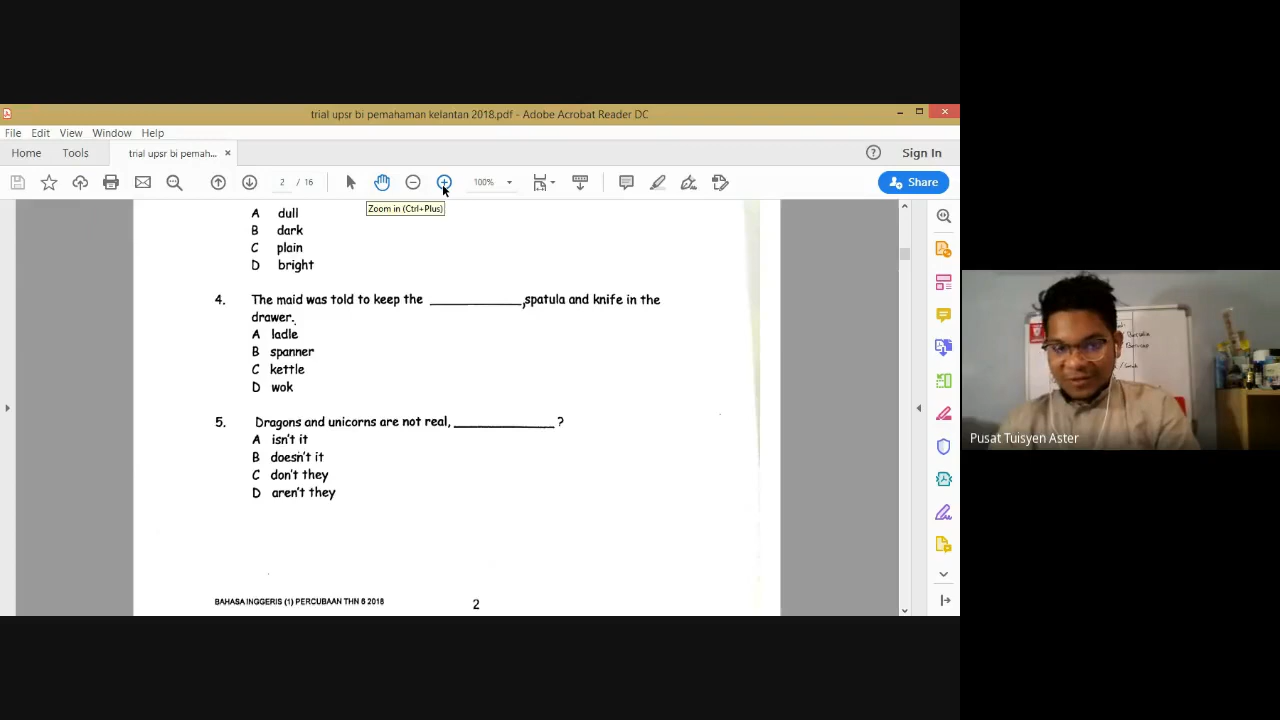 trial upsr bi pemahaman kelantan 2018.pdf - Adobe Acrobat Reader DC
File Edit View Window Help
Home Tools trial upsr bi pemah... × ? Sign In
2 / 16 100% Share
Zoom in (Ctrl+Plus)
A dull
B dark
C plain
D bright
4. The maid was told to keep the ____________,spatula and knife in the
drawer.
A ladle
B spanner
C kettle
D wok
5. Dragons and unicorns are not real, _____________ ?
A isn't it
B doesn't it
C don't they
D aren't they
BAHASA INGGERIS (1) PERCUBAAN THN 6 2018
2
Pusat Tuisyen Aster